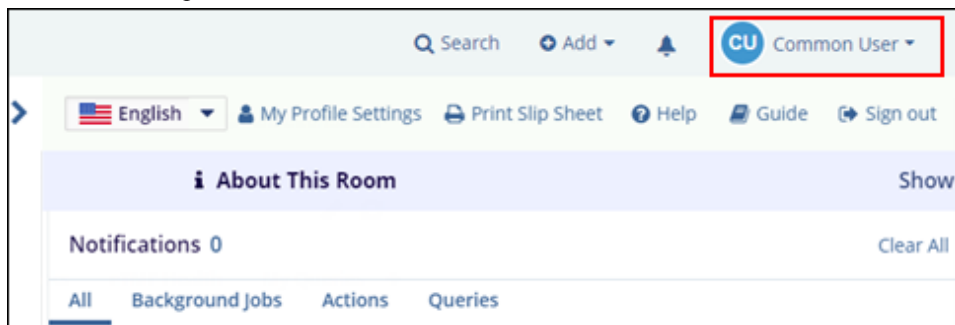 Search Add CU Common User
English My Profile Settings Print Slip Sheet Help Guide Sign out
About This Room Show
Notifications 0 Clear All
All Background Jobs Actions Queries